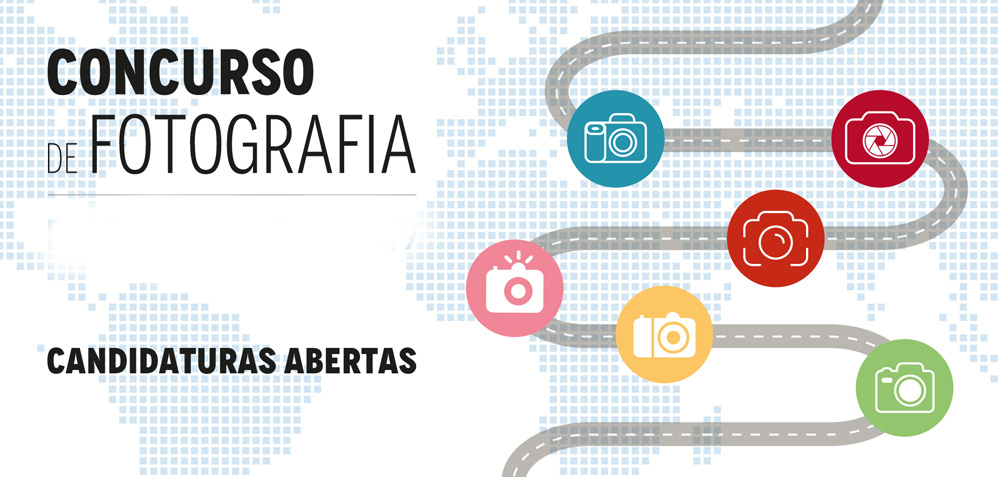 CONCURSO
DE FOTOGRAFIA
CANDIDATURAS ABERTAS